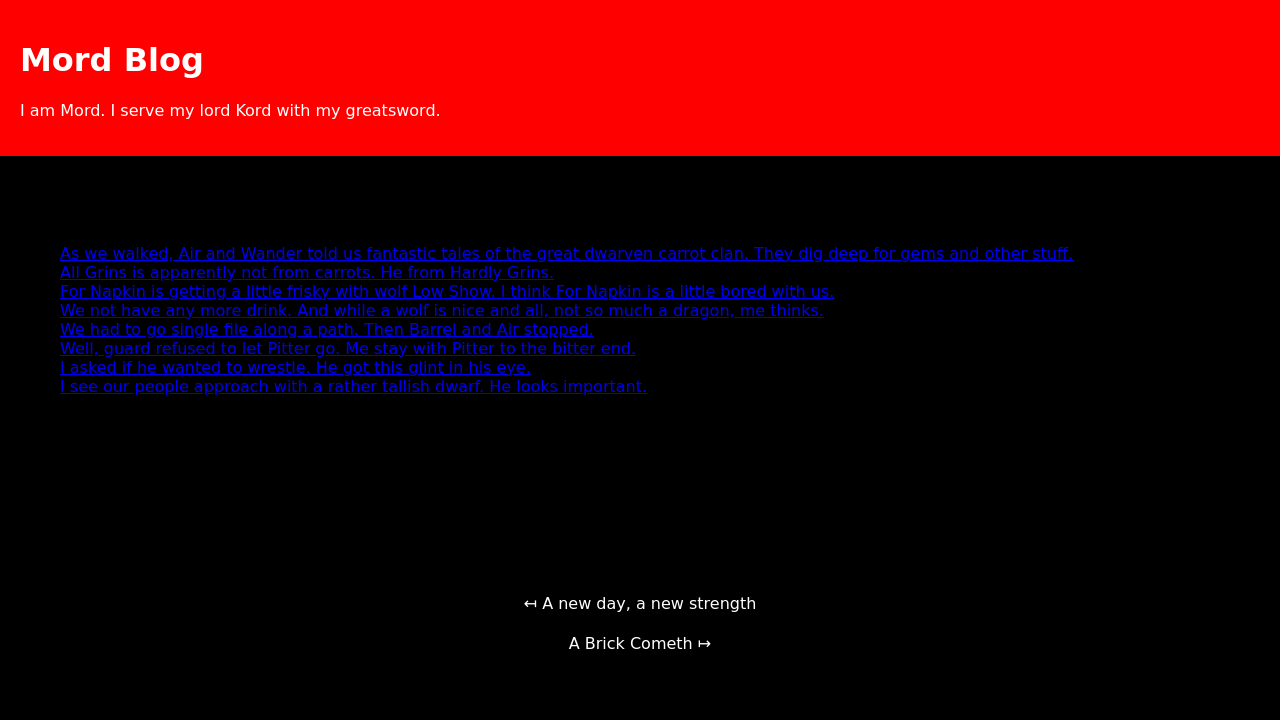 Mord Blog
I am Mord. I serve my lord Kord with my greatsword.
As we walked, Air and Wander told us fantastic tales of the great dwarven carrot clan. They dig deep for gems and other stuff.
All Grins is apparently not from carrots. He from Hardly Grins.
For Napkin is getting a little frisky with wolf Low Show. I think For Napkin is a little bored with us.
We not have any more drink. And while a wolf is nice and all, not so much a dragon, me thinks.
We had to go single file along a path. Then Barrel and Air stopped.
Well, guard refused to let Pitter go. Me stay with Pitter to the bitter end.
I asked if he wanted to wrestle. He got this glint in his eye.
I see our people approach with a rather tallish dwarf. He looks important.
↤ A new day, a new strength
A Brick Cometh ↦